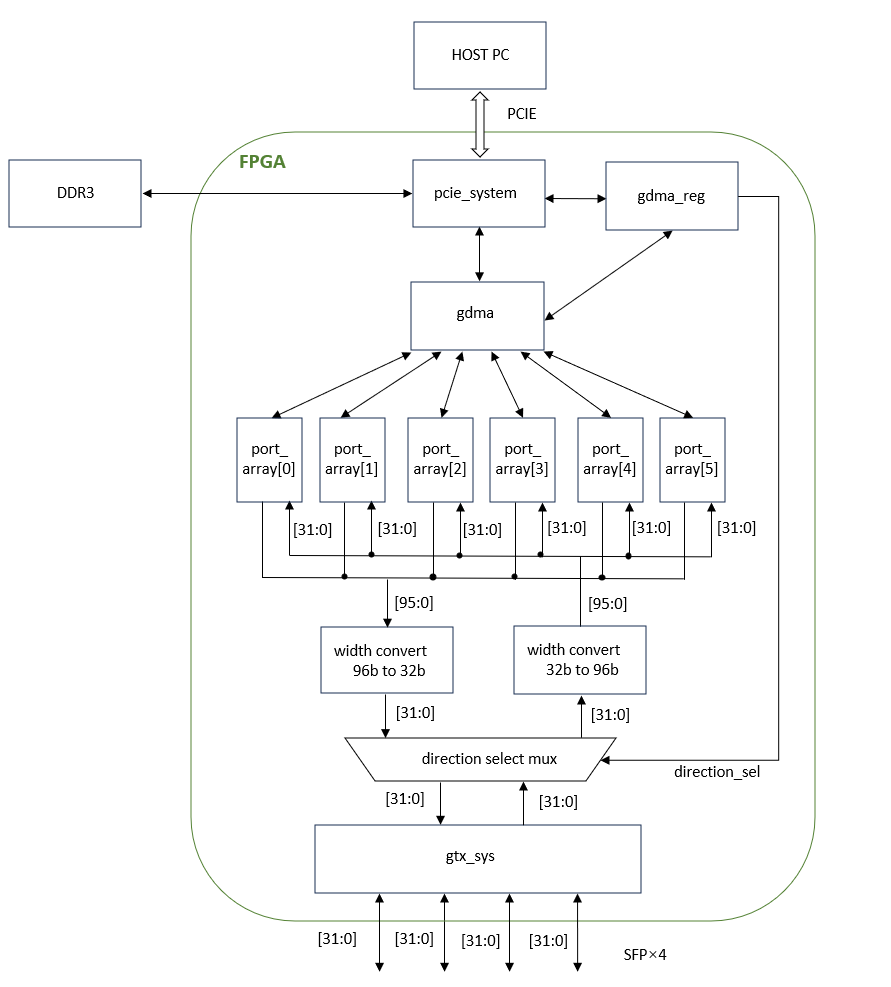 HOST PC
PCIE
FPGA
DDR3
pcie_system
gdma_reg
gdma
port_
array[0]
port_
array[1]
port_
array[2]
port_
array[3]
port_
array[4]
port_
array[5]
[31:0]
[31:0]
[31:0]
[31:0]
[31:0]
[31:0]
[95:0]
[95:0]
width convert
96b to 32b
width convert
32b to 96b
[31:0]
[31:0]
direction select mux
direction_sel
[31:0]
[31:0]
gtx_sys
[31:0]
[31:0]
[31:0]
[31:0]
SFP×4